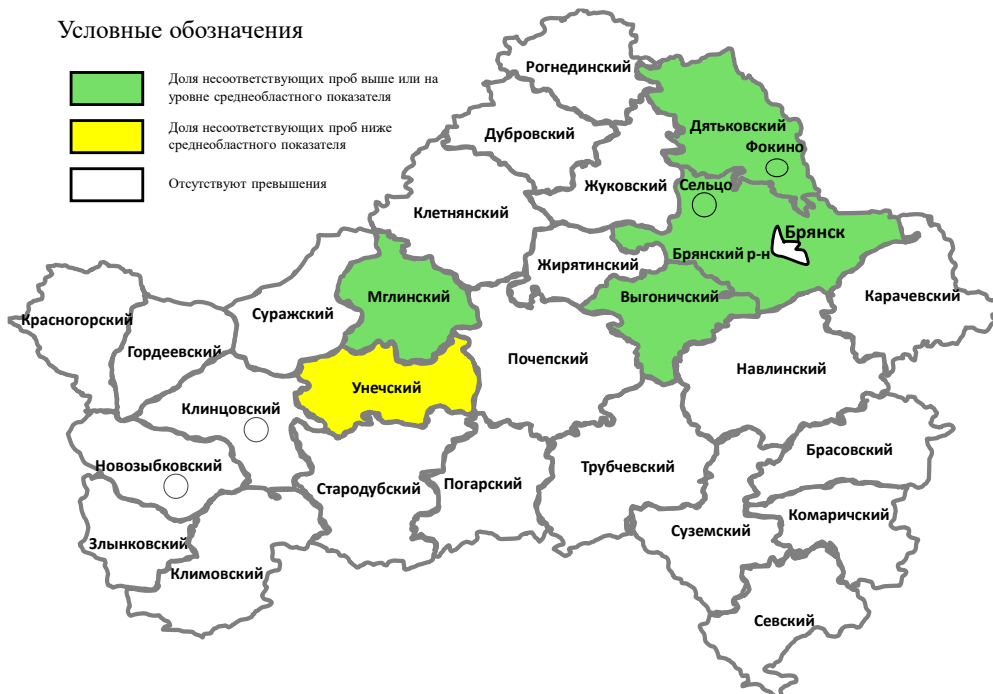 Условные обозначения
Доля несоответствующих проб выше или на
уровне среднеобластного показателя
Доля несоответствующих проб ниже
среднеобластного показателя
Отсутствуют превышения
Рогнединский
Дятьковский
Дубровский
Фокино
Жуковский
Сельцо
Клетнянский
Брянск
Брянский р-н
Жирятинский
Мглинский
Выгоничский
Карачевский
Суражский
Красногорский
Гордеевский
Почепский
Навлинский
Унечский
Клинцовский
Брасовский
Новозыбковский
Трубчевский
Погарский
Стародубский
Комаричский
Суземский
Злынковский
Климовский
Севский